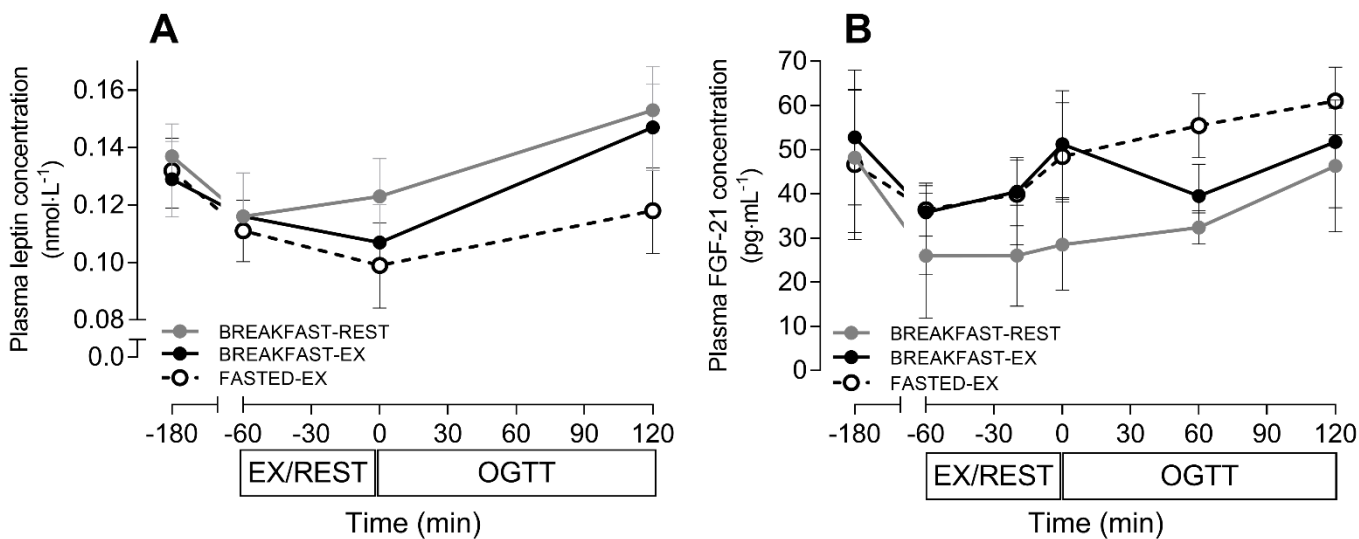 A
Plasma leptin concentration
(nmol·L⁻¹)
0.16
0.14
0.12
0.10
0.08
0.0
BREAKFAST-REST
BREAKFAST-EX
FASTED-EX
-180 -60 -30 0 30 60 90 120
EX/REST OGTT
Time (min)
B
Plasma FGF-21 concentration
(pg·mL⁻¹)
70
60
50
40
30
20
10
0
BREAKFAST-REST
BREAKFAST-EX
FASTED-EX
-180 -60 -30 0 30 60 90 120
EX/REST OGTT
Time (min)